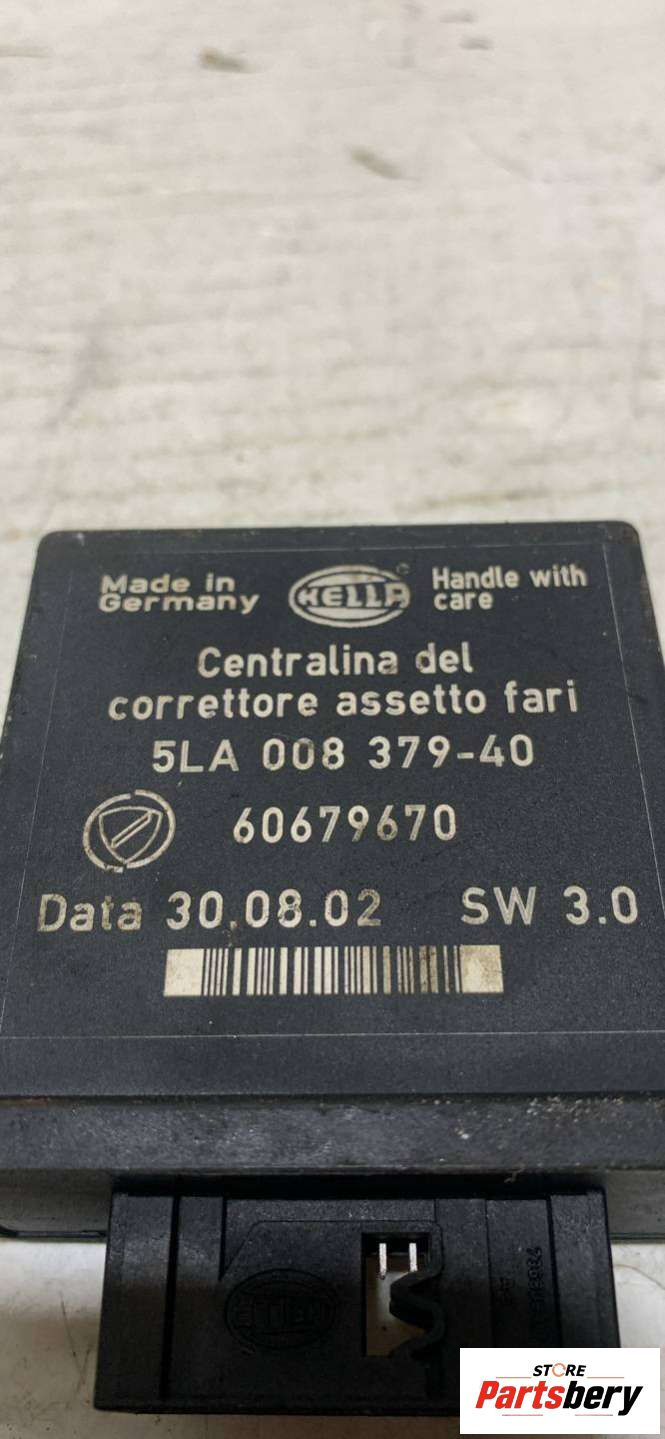 Made in
Germany
HELLA
®
Handle with
care
Centralina del
correttore assetto fari
5LA 008 379-40
60679670
Data 30.08.02 SW 3.0
STORE
Partsbery